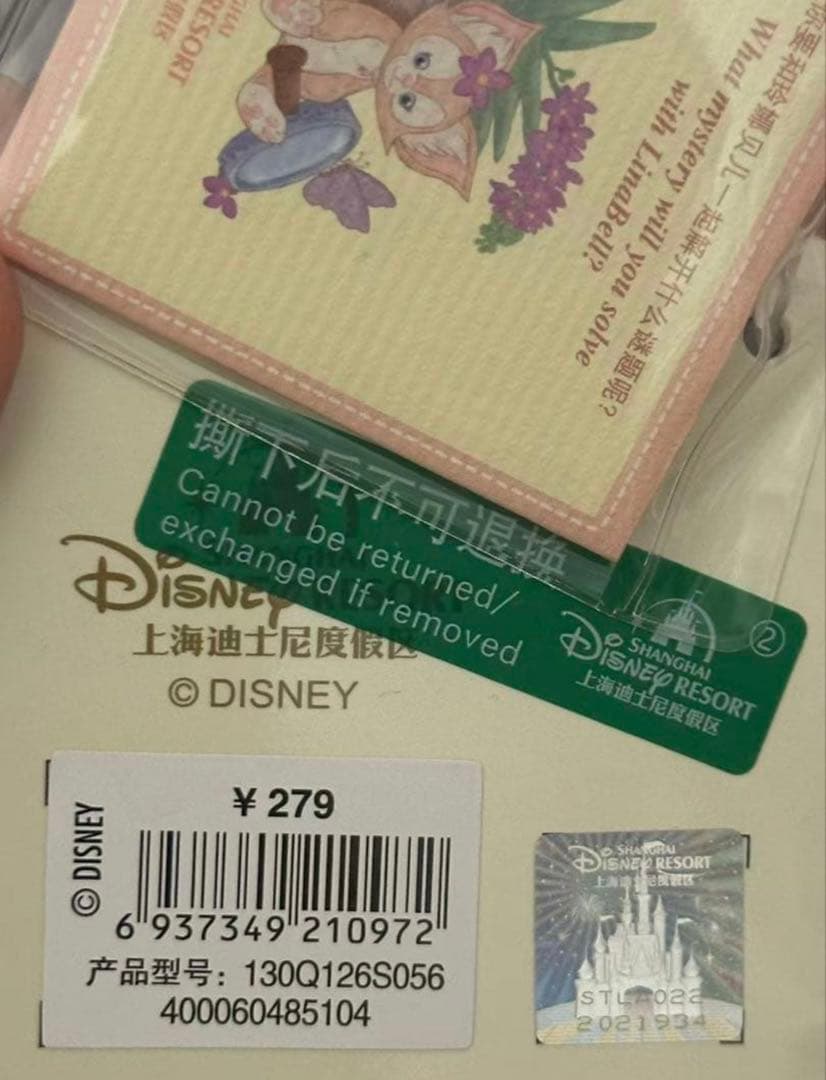 RESORT
和玲娜贝儿一起解开什么谜题呢?
What mystery will you solve
with LinaBell?
撕下后不可退换
Cannot be returned/
exchanged if removed
SHANGHAI
DISNEY RESORT
上海迪士尼度假区
②
DISNEY RESORT
上海迪士尼度假区
© DISNEY
© DISNEY
¥ 279
6 937349 210972
产品型号: 130Q126S056
400060485104
SHANGHAI
DISNEY RESORT
上海迪士尼度假区
STLA022
2021934